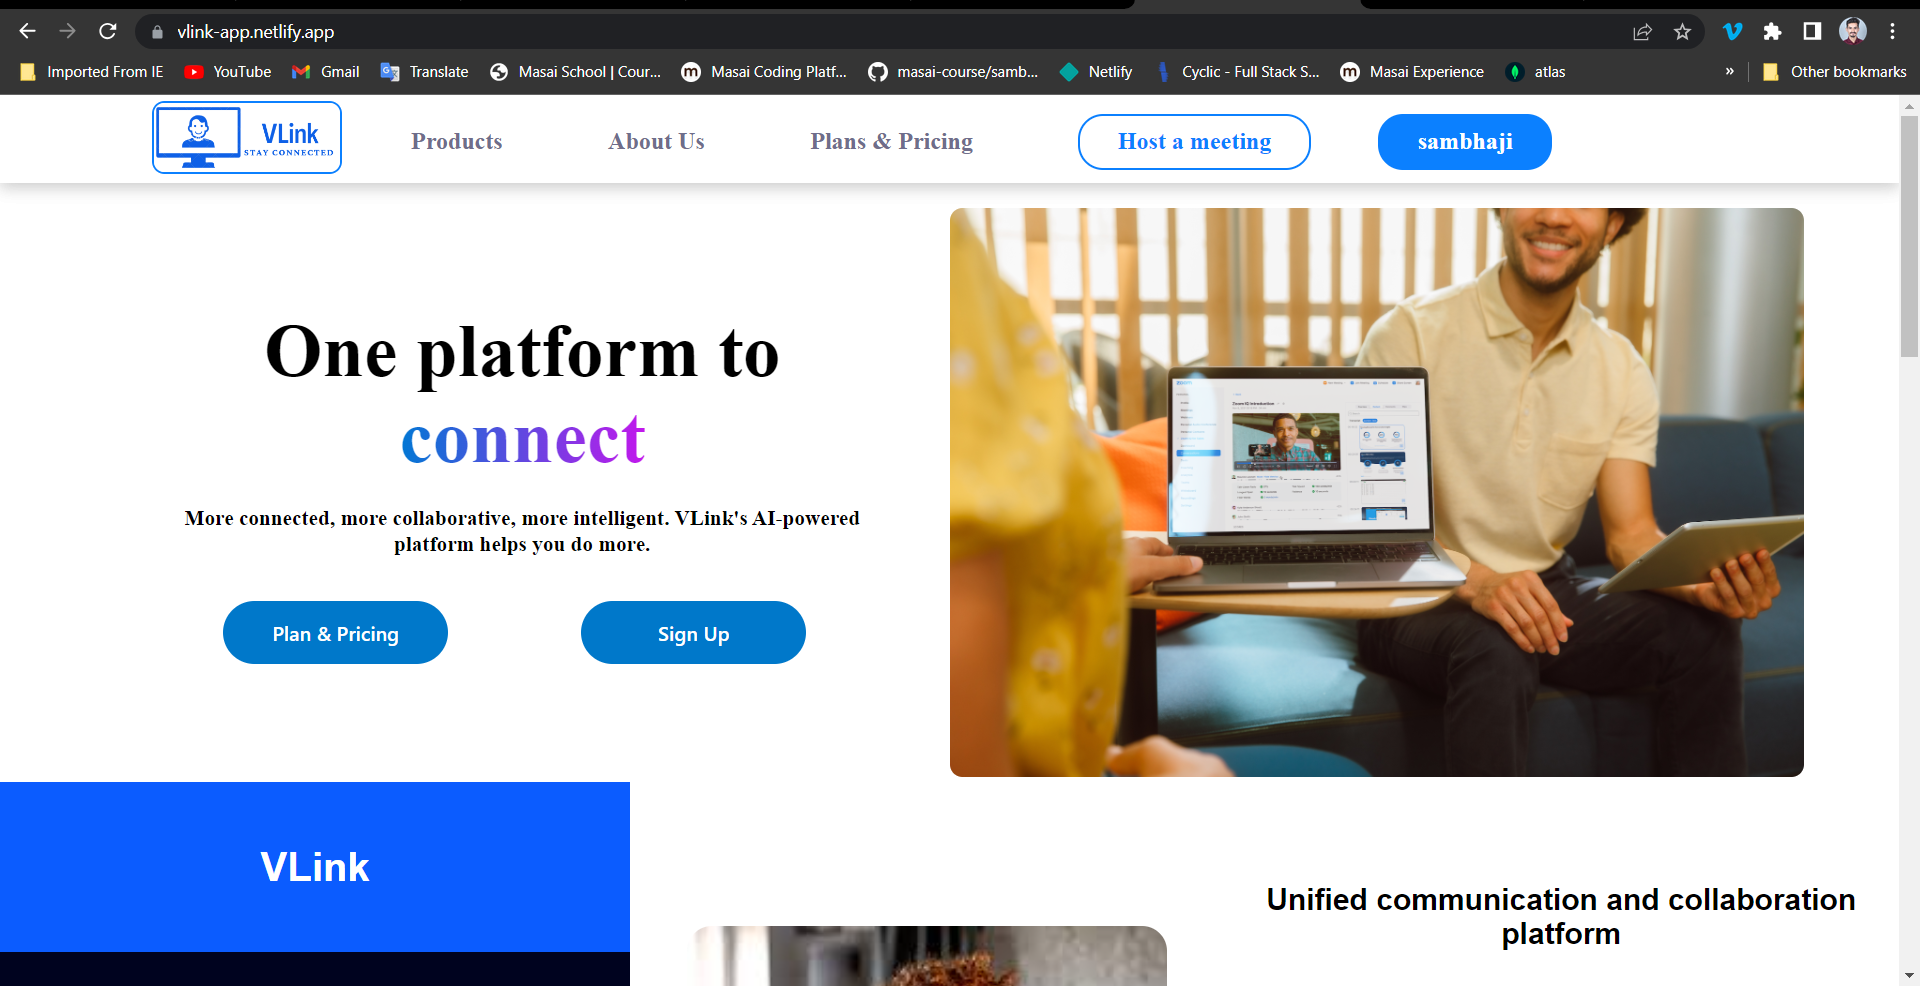 vlink-app.netlify.app
Imported From IE
YouTube
Gmail
Translate
Masai School | Cour...
Masai Coding Platf...
masai-course/samb...
Netlify
Cyclic - Full Stack S...
Masai Experience
atlas
»
Other bookmarks
VLink
STAY CONNECTED
Products
About Us
Plans & Pricing
Host a meeting
sambhaji
One platform to
connect
More connected, more collaborative, more intelligent. VLink's AI-powered
platform helps you do more.
Plan & Pricing
Sign Up
VLink
Unified communication and collaboration
platform